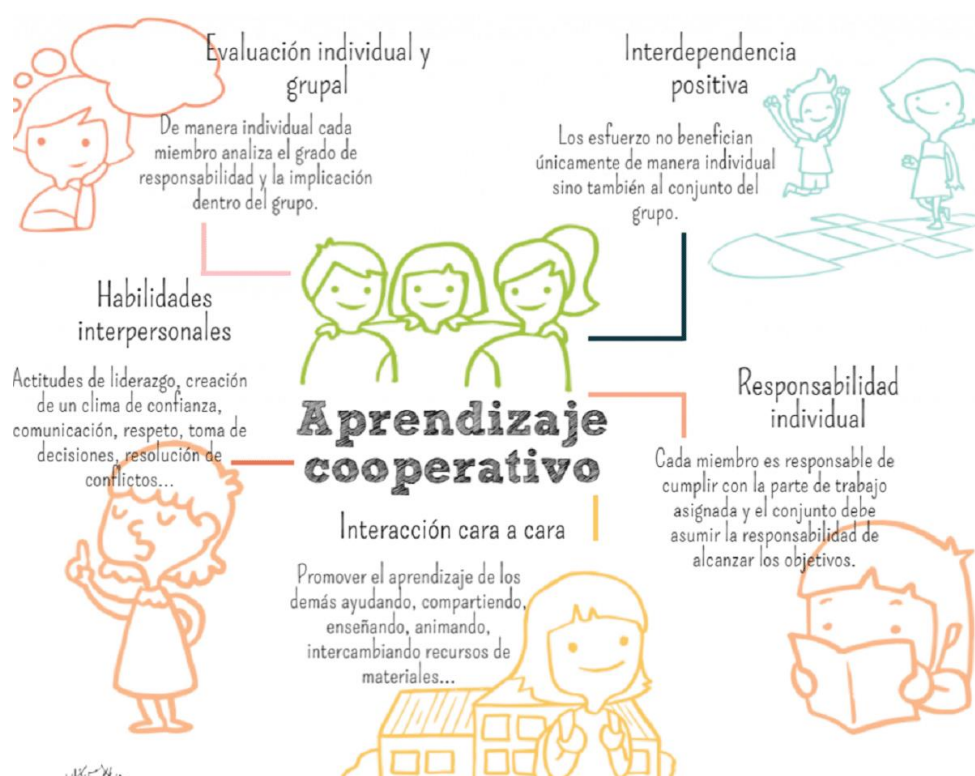 Evaluación individual y
grupal
De manera individual cada
miembro analiza el grado de
responsabilidad y la implicación
dentro del grupo.
Interdependencia
positiva
Los esfuerzo no benefician
únicamente de manera individual
sino también al conjunto del
grupo.
Habilidades
interpersonales
Actitudes de liderazgo, creación
de un clima de confianza,
comunicación, respeto, toma de
decisiones, resolución de
conflictos...
Aprendizaje
cooperativo
Responsabilidad
individual
Cada miembro es responsable de
cumplir con la parte de trabajo
asignada y el conjunto debe
asumir la responsabilidad de
alcanzar los objetivos.
Interacción cara a cara
Promover el aprendizaje de los
demás ayudando, compartiendo,
enseñando, animando,
intercambiando recursos de
materiales...